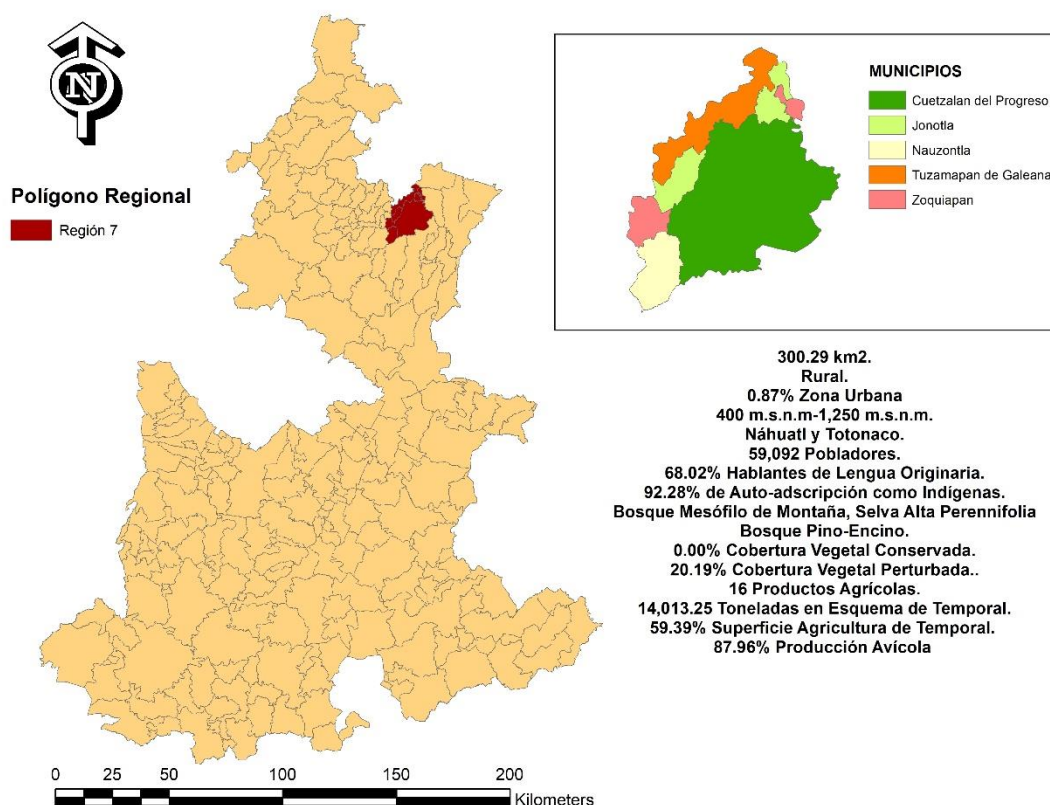 N
Polígono Regional
Región 7
MUNICIPIOS
Cuetzalan del Progreso
Jonotla
Nauzontla
Tuzamapan de Galeana
Zoquiapan
300.29 km2.
Rural.
0.87% Zona Urbana
400 m.s.n.m-1,250 m.s.n.m.
Náhuatl y Totonaco.
59,092 Pobladores.
68.02% Hablantes de Lengua Originaria.
92.28% de Auto-adscripción como Indígenas.
Bosque Mesófilo de Montaña, Selva Alta Perennifolia
Bosque Pino-Encino.
0.00% Cobertura Vegetal Conservada.
20.19% Cobertura Vegetal Perturbada..
16 Productos Agrícolas.
14,013.25 Toneladas en Esquema de Temporal.
59.39% Superficie Agricultura de Temporal.
87.96% Producción Avícola
0 25 50 100 150 200
Kilometers